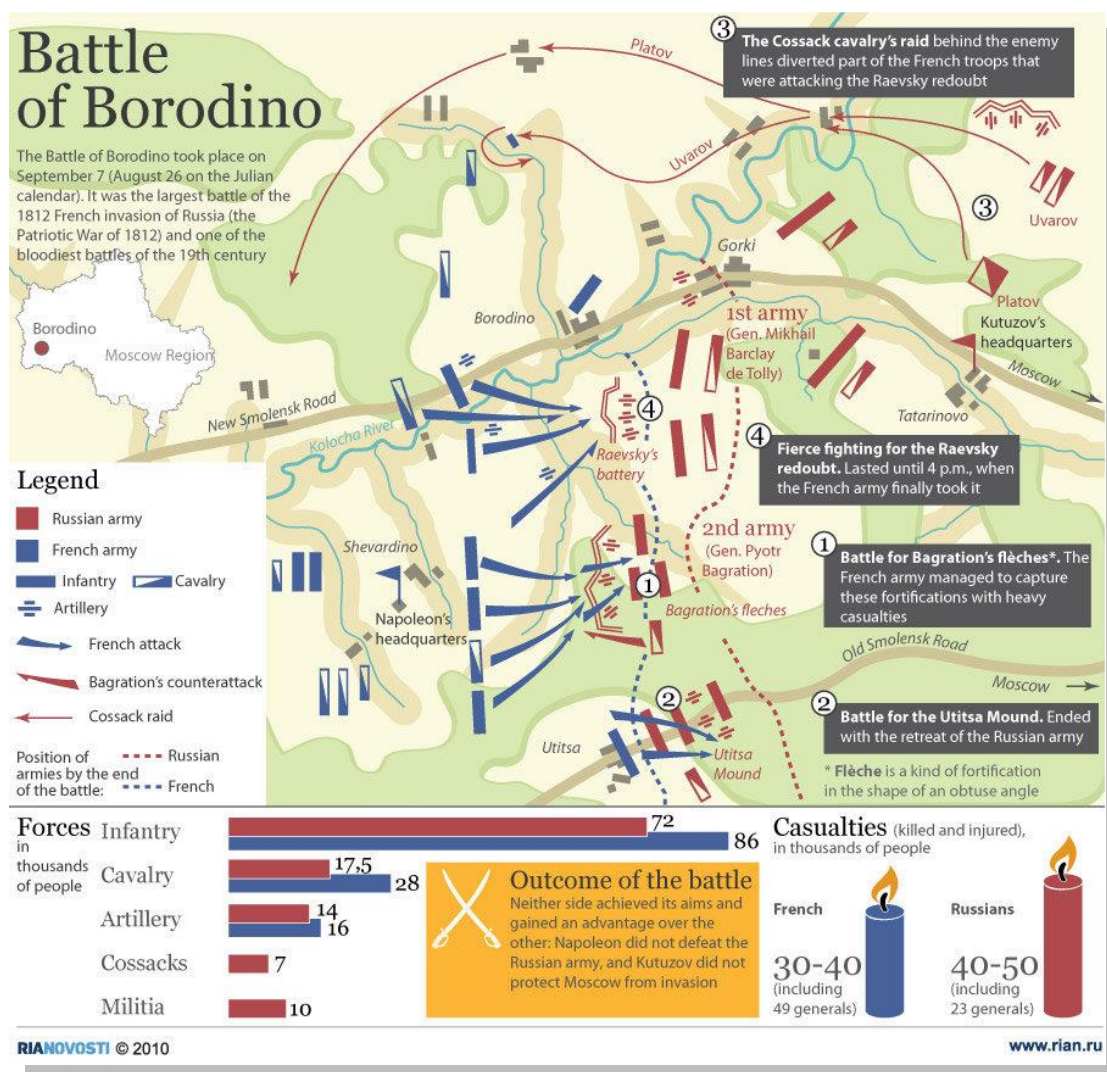 Battle
of Borodino
The Battle of Borodino took place on
September 7 (August 26 on the Julian
calendar). It was the largest battle of the
1812 French invasion of Russia (the
Patriotic War of 1812) and one of the
bloodiest battles of the 19th century
Borodino
Moscow Region
3
The Cossack cavalry's raid behind the enemy
lines diverted part of the French troops that
were attacking the Raevsky redoubt
Platov
Uvarov
Uvarov
3
Platov
Kutuzov's
headquarters
Moscow
Tatarinovo
Gorki
Borodino
1st army
(Gen. Mikhail
Barclay
de Tolly)
New Smolensk Road
Kolocha River
4
Raevsky's
battery
4
Fierce fighting for the Raevsky
redoubt. Lasted until 4 p.m., when
the French army finally took it
2nd army
(Gen. Pyotr
Bagration)
1
Battle for Bagration's flèches*. The
French army managed to capture
these fortifications with heavy
casualties
Shevardino
Napoleon's
headquarters
1
Bagration's fleches
Old Smolensk Road
Moscow
2
Battle for the Utitsa Mound. Ended
with the retreat of the Russian army
2
Utitsa
Utitsa
Mound
* Flèche is a kind of fortification
in the shape of an obtuse angle
Legend
Russian army
French army
Infantry
Cavalry
Artillery
French attack
Bagration's counterattack
Cossack raid
Position of
armies by the end
of the battle:
Russian
French
Forces
in
thousands
of people
Infantry
72
86
Cavalry
17,5
28
Artillery
14
16
Cossacks
7
Militia
10
Outcome of the battle
Neither side achieved its aims and
gained an advantage over the
other: Napoleon did not defeat the
Russian army, and Kutuzov did not
protect Moscow from invasion
Casualties (killed and injured),
in thousands of people
French
30-40
(including
49 generals)
Russians
40-50
(including
23 generals)
RIANOVOSTI © 2010
www.rian.ru